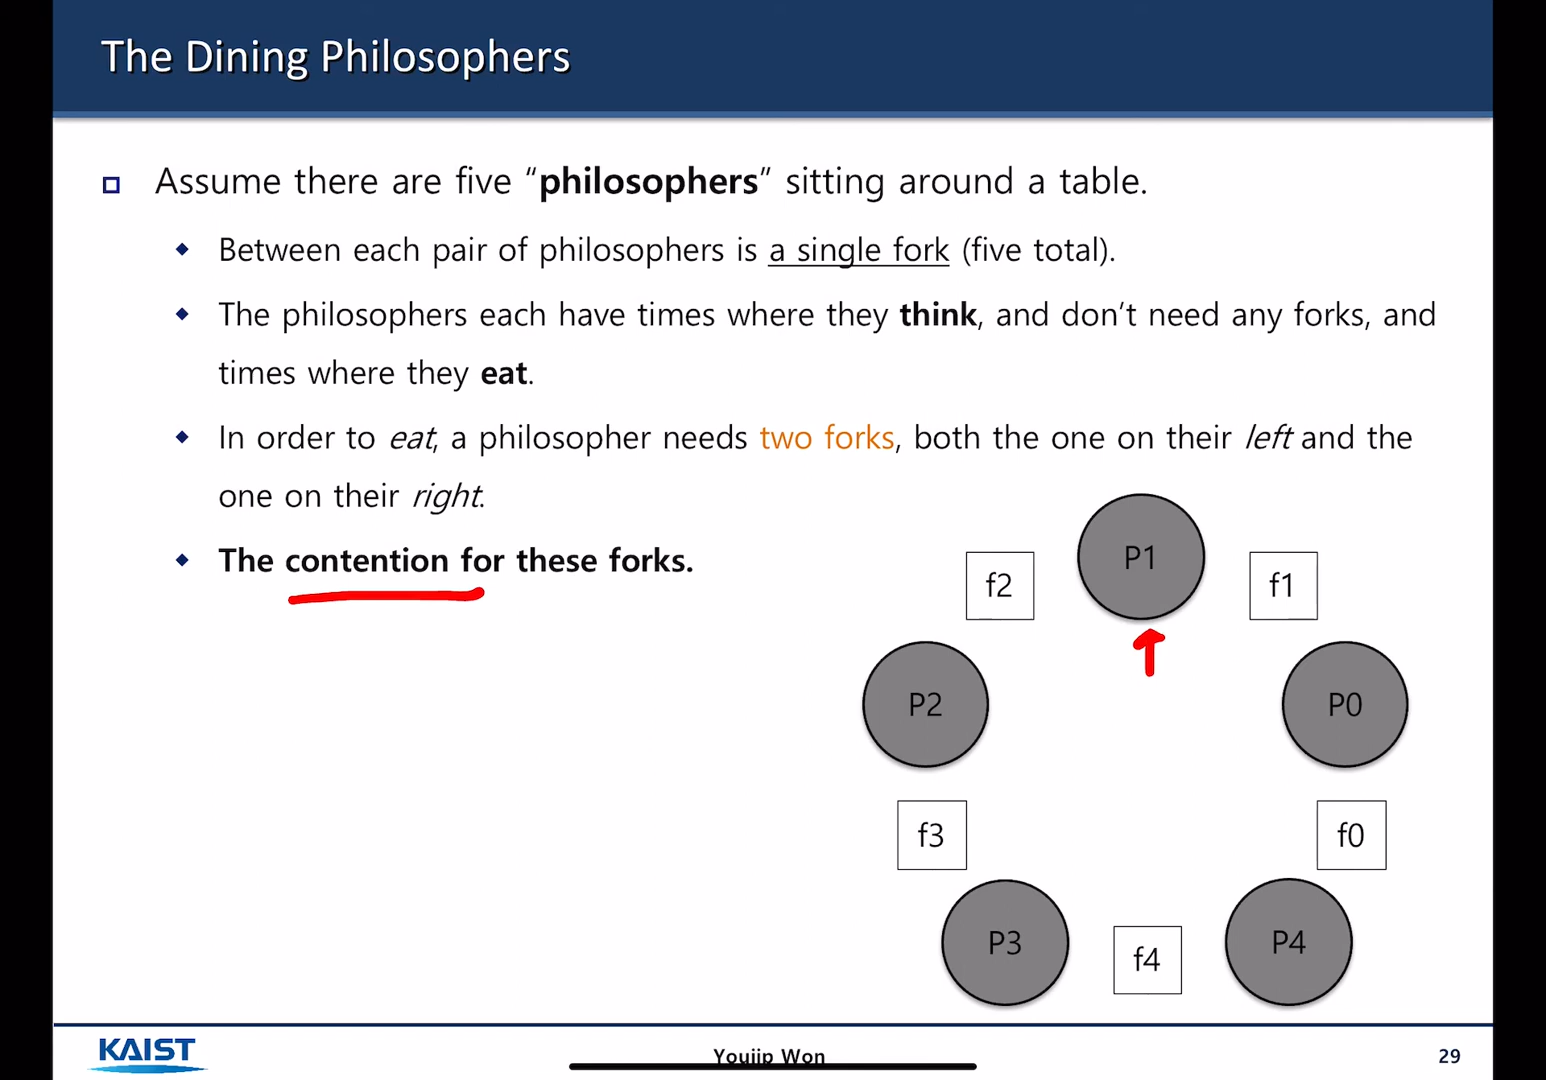 The Dining Philosophers
Assume there are five “philosophers” sitting around a table.
Between each pair of philosophers is a single fork (five total).
The philosophers each have times where they think, and don’t need any forks, and
times where they eat.
In order to eat, a philosopher needs two forks, both the one on their left and the
one on their right.
The contention for these forks.
P1
f2
f1
P2
P0
f3
f0
P3
P4
f4
KAIST
Youjip Won
29